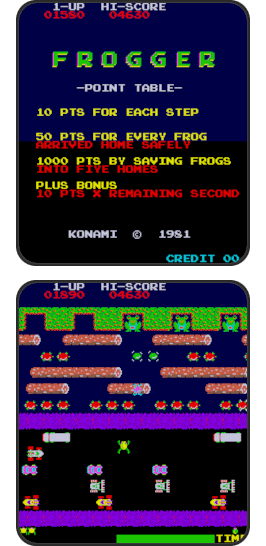 1-UP HI-SCORE
01580 04630
FROGGER
-POINT TABLE-
10 PTS FOR EACH STEP
50 PTS FOR EVERY FROG
ARRIVED HOME SAFELY
1000 PTS BY SAVING FROGS
INTO FIVE HOMES
PLUS BONUS
10 PTS X REMAINING SECOND
KONAMI © 1981
CREDIT 00
1-UP HI-SCORE
01890 04630
TIM